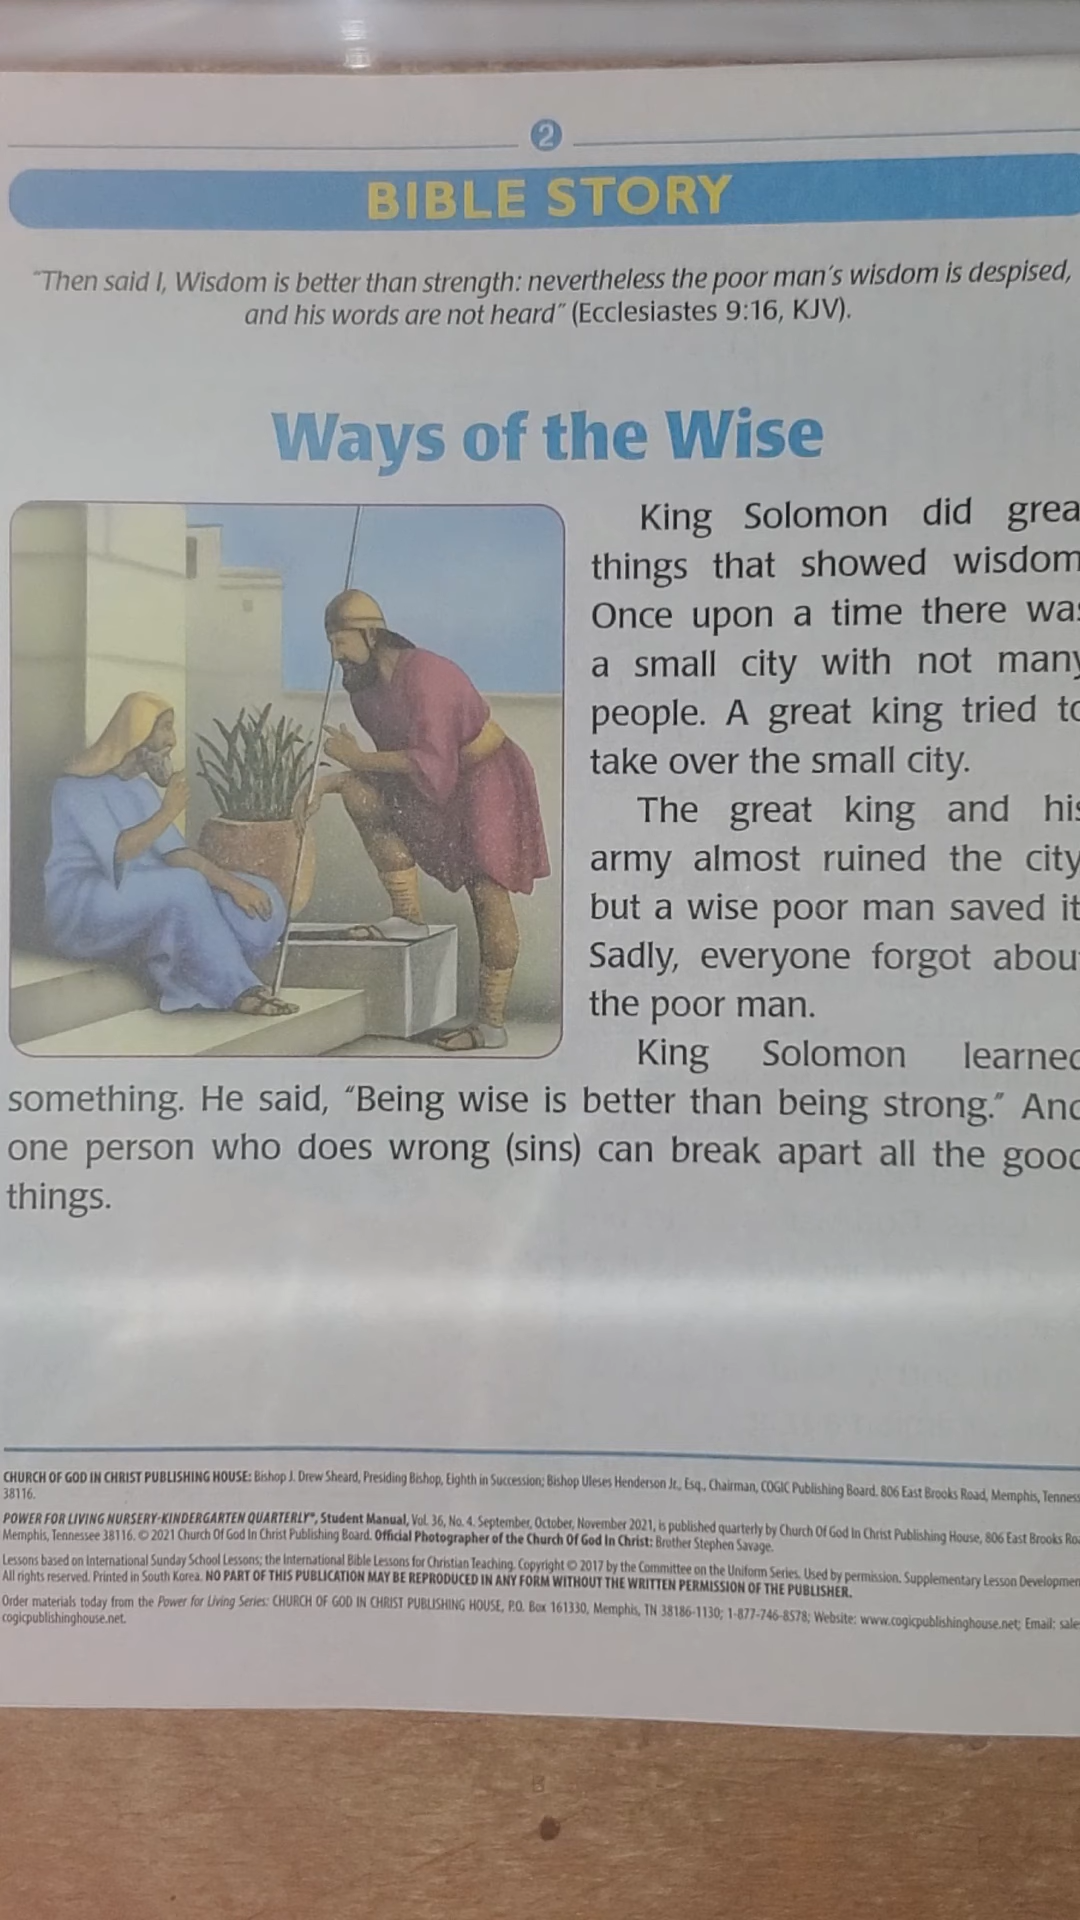 2
BIBLE STORY
"Then said I, Wisdom is better than strength: nevertheless the poor man's wisdom is despised,
and his words are not heard" (Ecclesiastes 9:16, KJV).
Ways of the Wise
King Solomon did grea
things that showed wisdom
Once upon a time there was
a small city with not many
people. A great king tried to
take over the small city.
The great king and his
army almost ruined the city
but a wise poor man saved it
Sadly, everyone forgot abou
the poor man.
King Solomon learned
something. He said, "Being wise is better than being strong." And
one person who does wrong (sins) can break apart all the good
things.
CHURCH OF GOD IN CHRIST PUBLISHING HOUSE: Bishop J. Drew Sheard, Presiding Bishop, Eighth in Succession; Bishop Uleses Henderson Jr., Esq., Chairman, COGIC Publishing Board. 806 East Brooks Road, Memphis, Tenness
38116.
POWER FOR LIVING NURSERY-KINDERGARTEN QUARTERLY", Student Manual, Vol. 36, No. 4. September, October, November 2021, is published quarterly by Church Of God In Christ Publishing House, 806 East Brooks Roa
Memphis, Tennessee 38116. © 2021 Church Of God In Christ Publishing Board. Official Photographer of the Church Of God In Christ: Brother Stephen Savage.
Lessons based on International Sunday School Lessons; the International Bible Lessons for Christian Teaching. Copyright © 2017 by the Committee on the Uniform Series. Used by permission. Supplementary Lesson Developmen
All rights reserved. Printed in South Korea. NO PART OF THIS PUBLICATION MAY BE REPRODUCED IN ANY FORM WITHOUT THE WRITTEN PERMISSION OF THE PUBLISHER.
Order materials today from the Power for Living Series: CHURCH OF GOD IN CHRIST PUBLISHING HOUSE, P.O. Box 161330, Memphis, TN 38186-1130; 1-877-746-8578; Website: www.cogicpublishinghouse.net; Email: sale
cogicpublishinghouse.net.